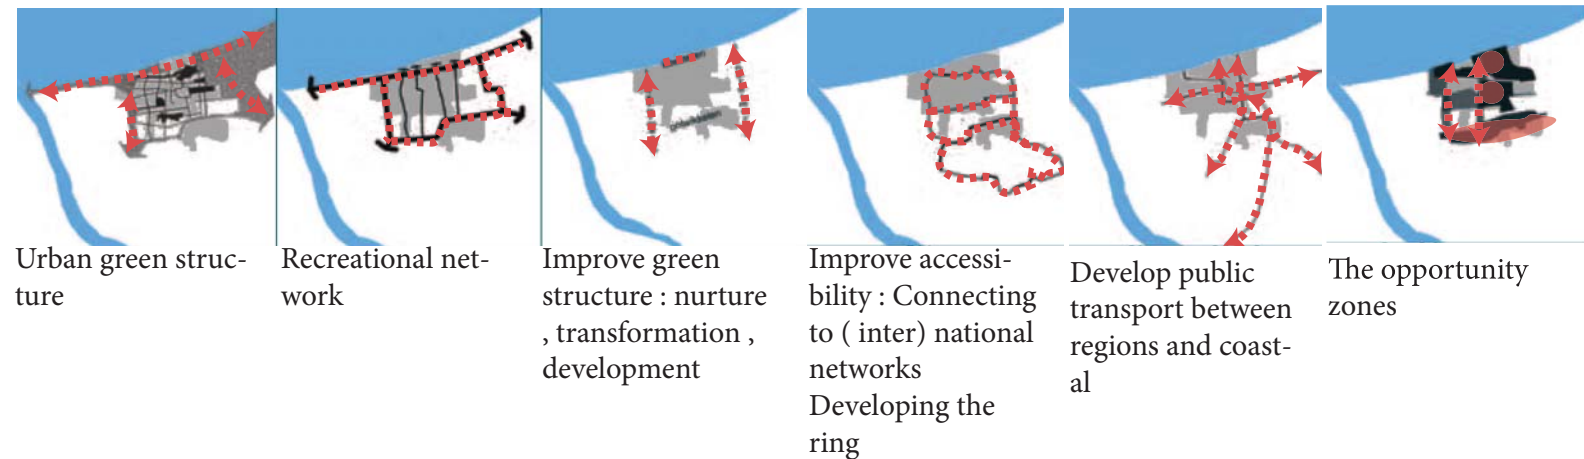 Urban green struc-
ture
Recreational net-
work
Improve green
structure : nurture
, transformation ,
development
Improve accessi-
bility : Connecting
to ( inter) national
networks
Developing the
ring
Develop public
transport between
regions and coast-
al
The opportunity
zones